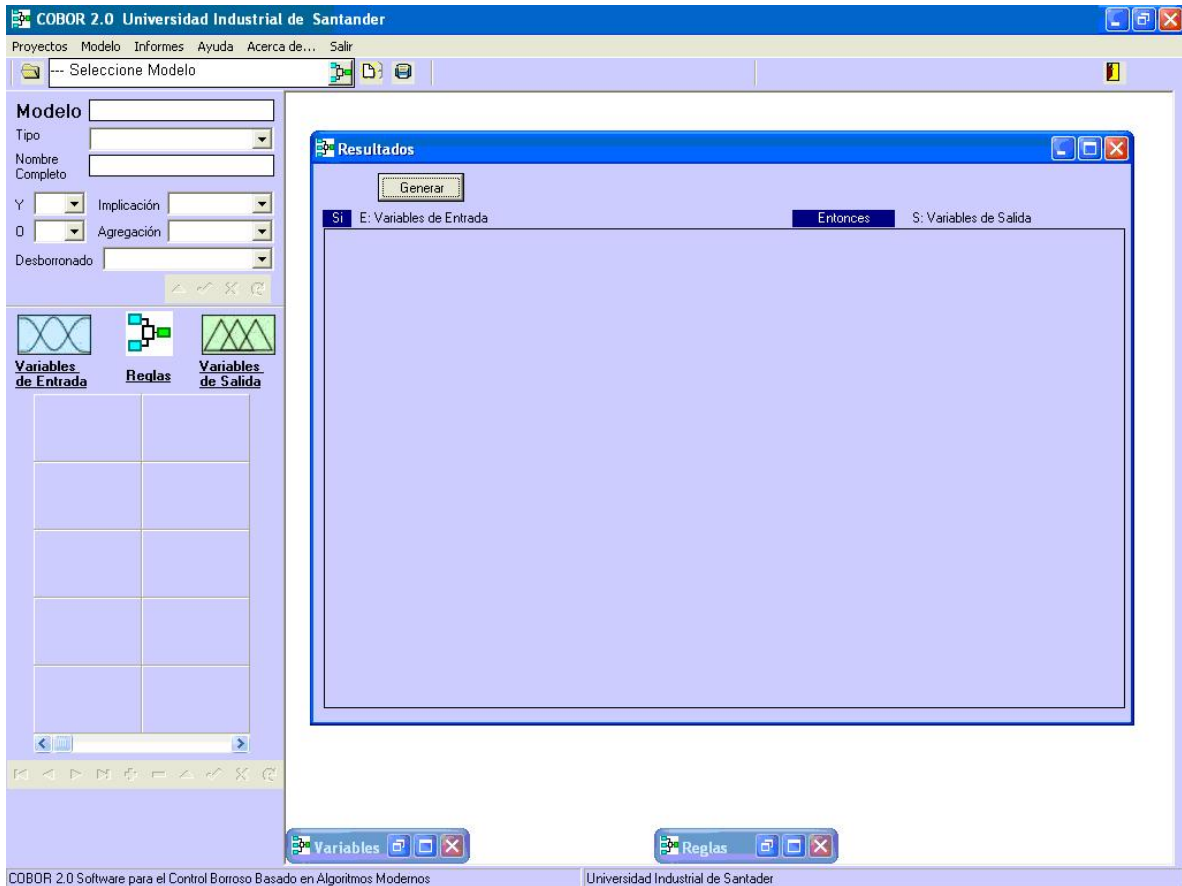 COBOR 2.0 Universidad Industrial de Santander
Proyectos Modelo Informes Ayuda Acerca de... Salir
--- Seleccione Modelo
Modelo
Tipo
Nombre
Completo
Y Implicación
O Agregación
Desborronado
Variables
de Entrada
Reglas
Variables
de Salida
Resultados
Generar
Si E: Variables de Entrada Entonces S: Variables de Salida
Variables
Reglas
COBOR 2.0 Software para el Control Borroso Basado en Algoritmos Modernos
Universidad Industrial de Santader